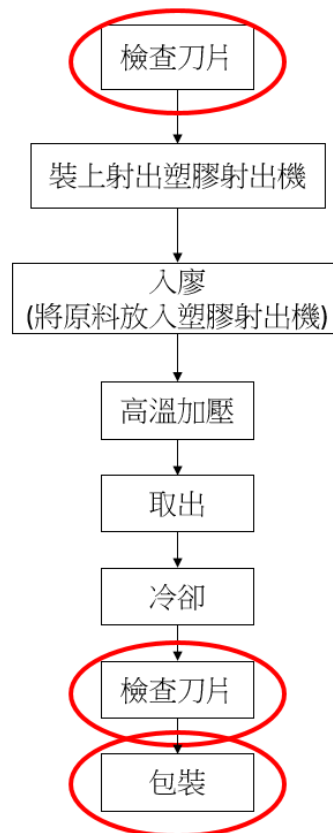 檢查刀片
裝上射出塑膠射出機
入廖
(將原料放入塑膠射出機)
高溫加壓
取出
冷卻
檢查刀片
包裝